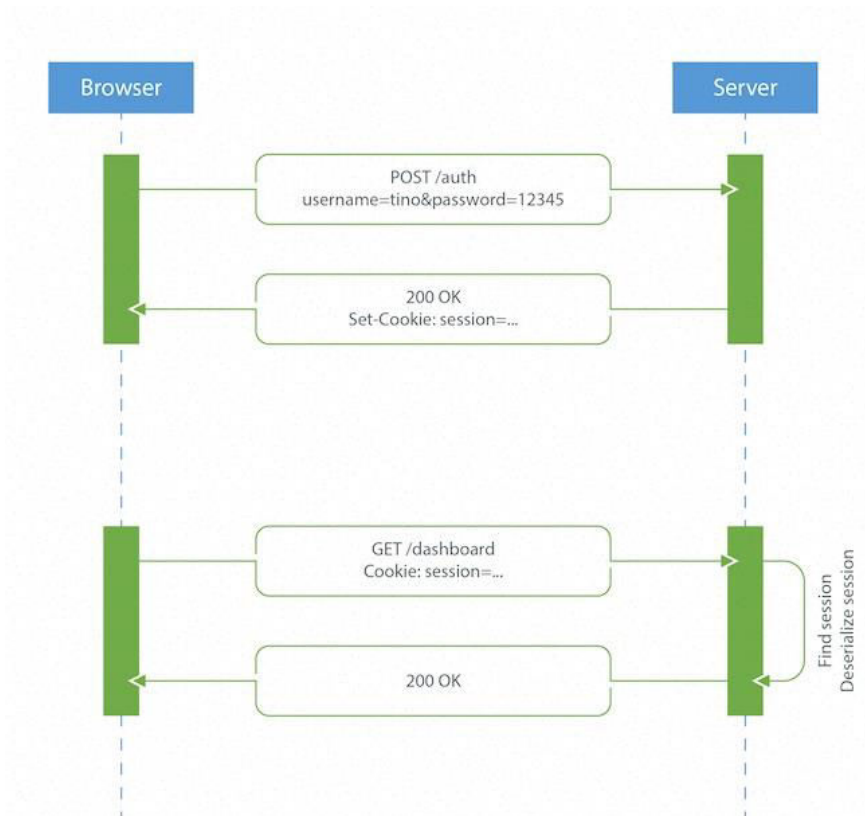 Browser
Server
POST /auth
username=tino&password=12345
200 OK
Set-Cookie: session=...
GET /dashboard
Cookie: session=...
Find session
Deserialize session
200 OK